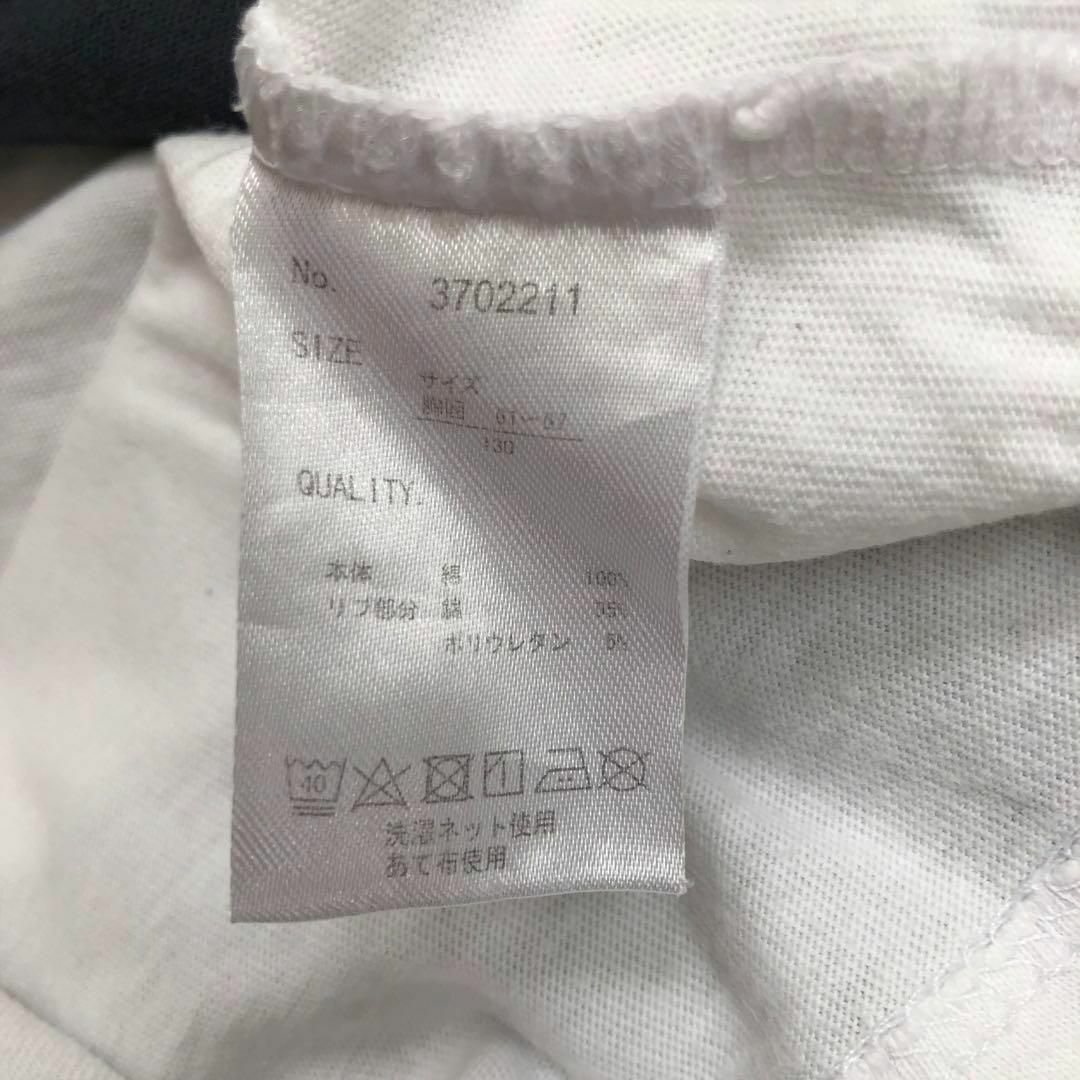 No. 3702211
SIZE
サイズ
胸囲 61〜67
130
QUALITY.
本体 綿 100%
リブ部分 綿 95%
ポリウレタン 5%
40
洗濯ネット使用
あて布使用